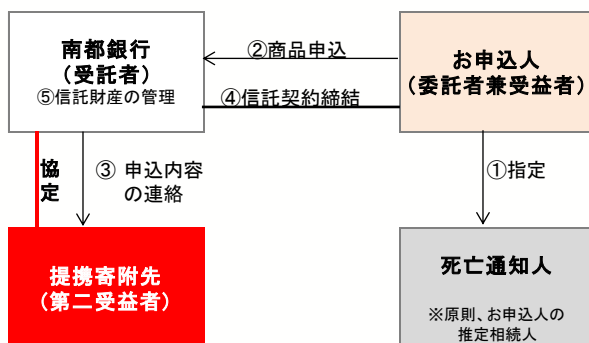 南都銀行
(受託者)
⑤信託財産の管理
②商品申込
④信託契約締結
お申込人
(委託者兼受益者)
協定
③ 申込内容
の連絡
①指定
提携寄附先
(第二受益者)
死亡通知人
※原則、お申込人の
推定相続人